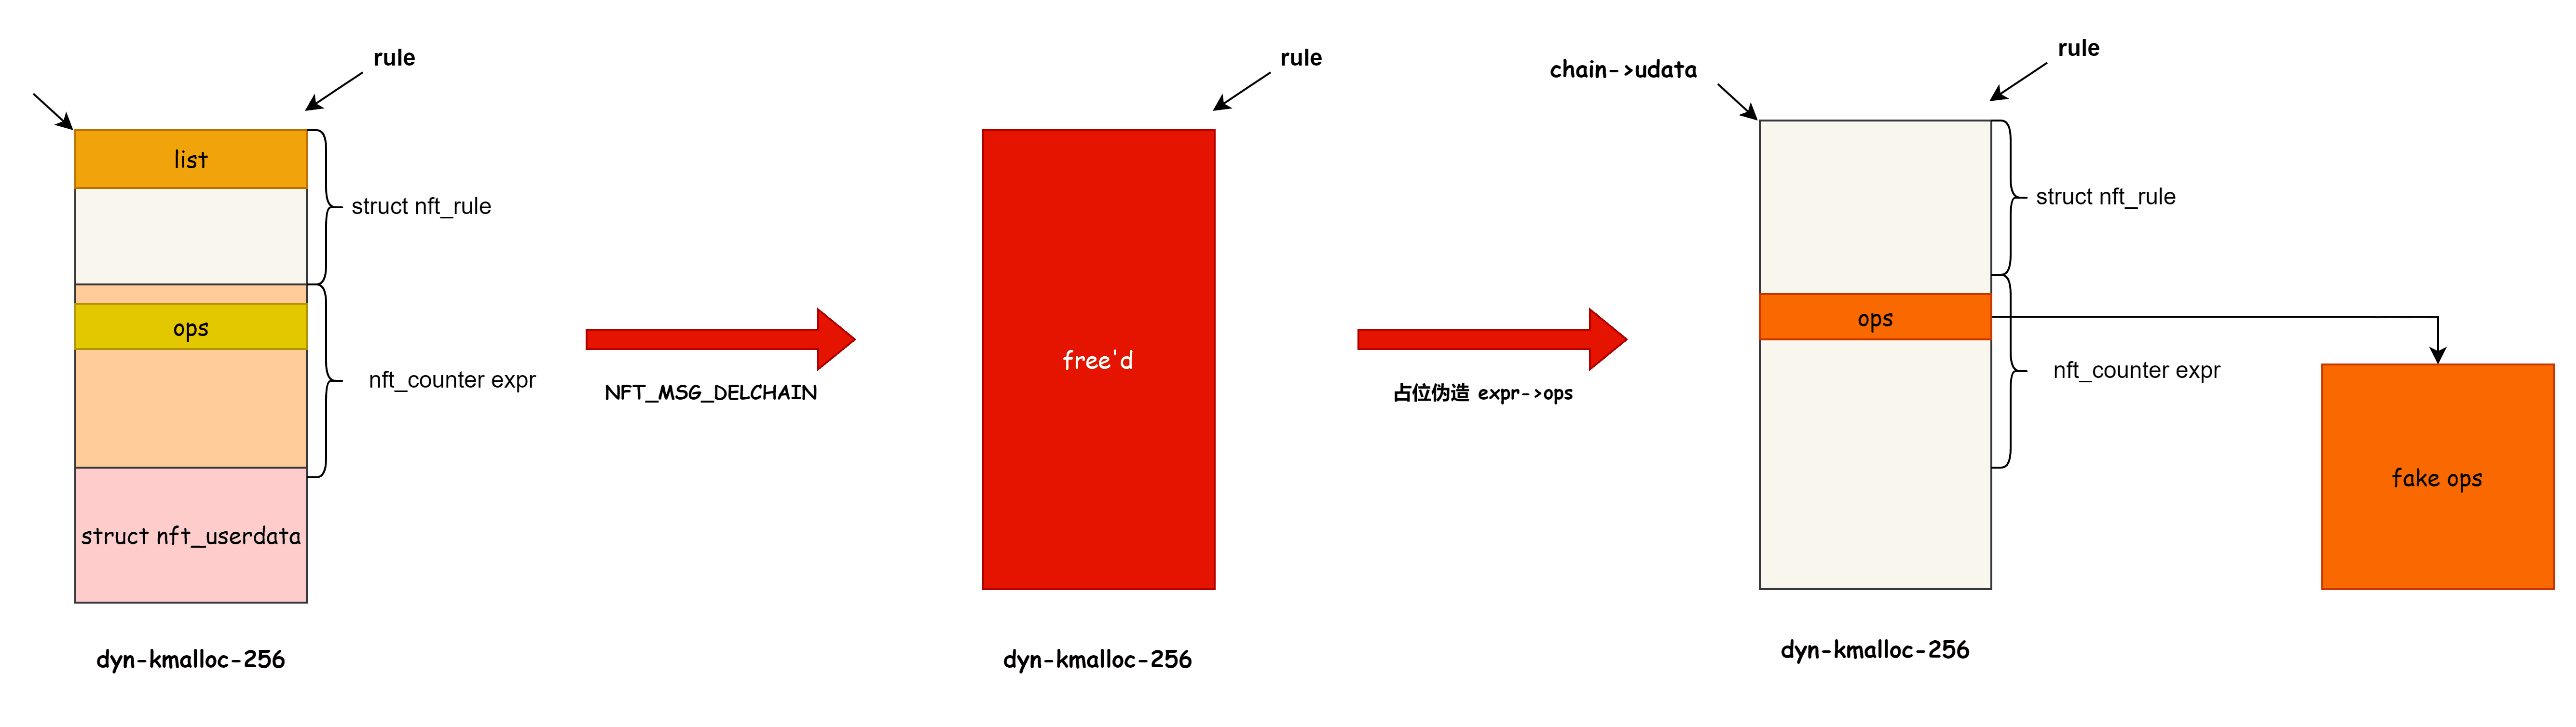 rule
list
struct nft_rule
ops
nft_counter expr
struct nft_userdata
dyn-kmalloc-256
NFT_MSG_DELCHAIN
rule
free'd
dyn-kmalloc-256
占位伪造 expr->ops
chain->udata
rule
struct nft_rule
ops
nft_counter expr
fake ops
dyn-kmalloc-256